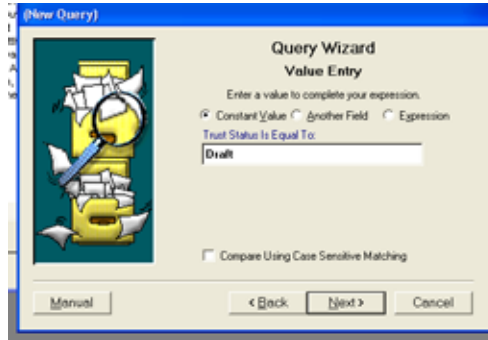 (New Query)
Query Wizard
Value Entry
Enter a value to complete your expression.
Constant Value Another Field Expression
Trust Status Is Equal To:
Draft
Compare Using Case Sensitive Matching
Manual < Back Next > Cancel